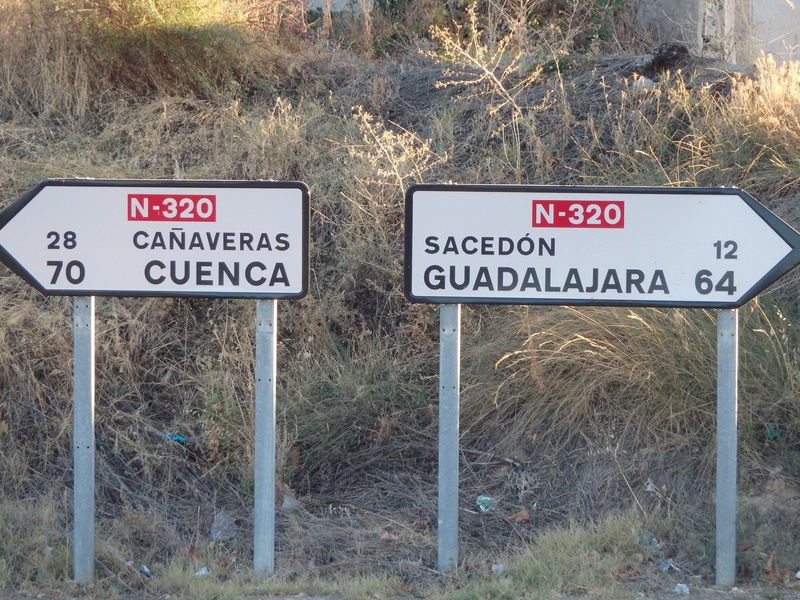 N-320
28 CAÑAVERAS
70 CUENCA
N-320
SACEDÓN 12
GUADALAJARA 64